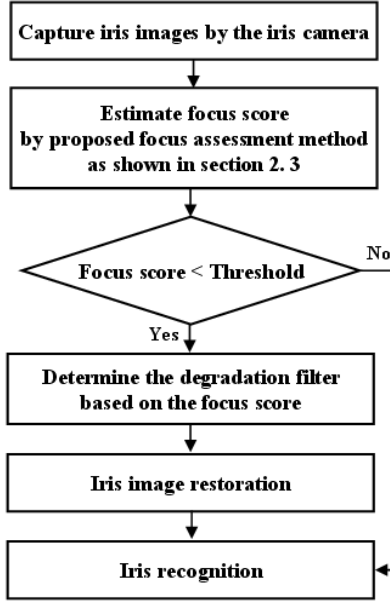 Capture iris images by the iris camera
Estimate focus score
by proposed focus assessment method
as shown in section 2. 3
Focus score < Threshold
No
Yes
Determine the degradation filter
based on the focus score
Iris image restoration
Iris recognition